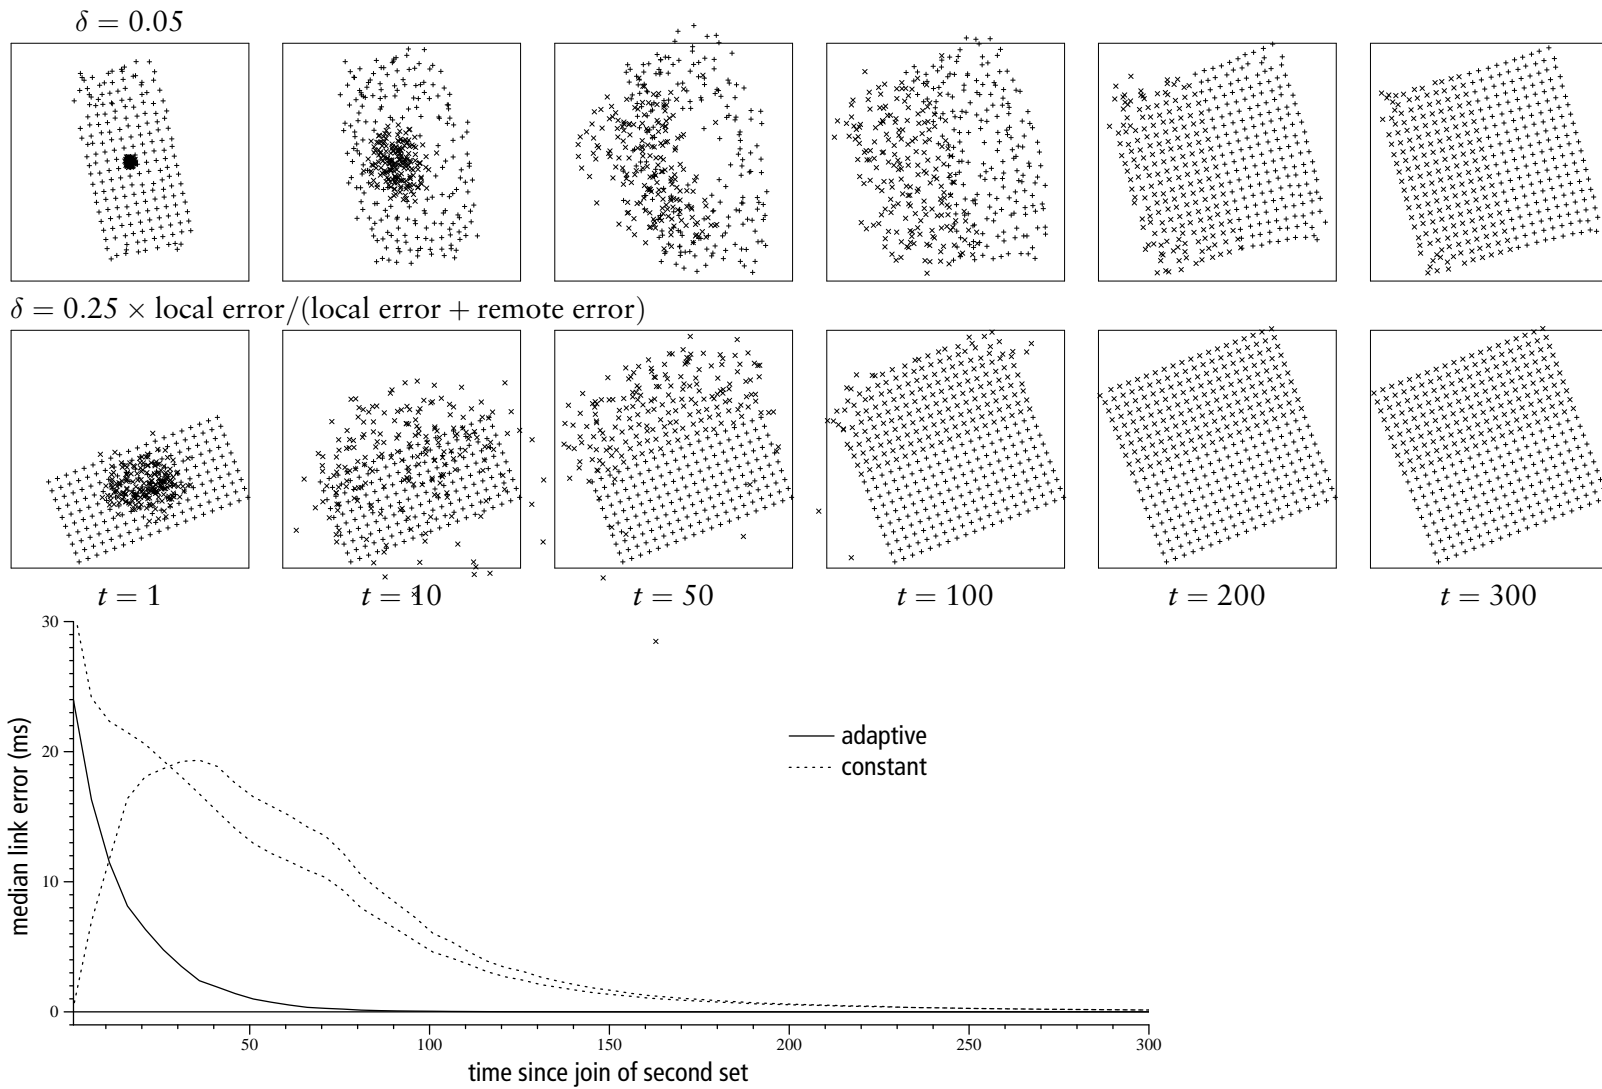 δ = 0.05
δ = 0.25 × local error/(local error + remote error)
t = 1
t = 10
t = 50
t = 100
t = 200
t = 300
30
20
10
0
median link error (ms)
adaptive
constant
50
100
150
200
250
300
time since join of second set